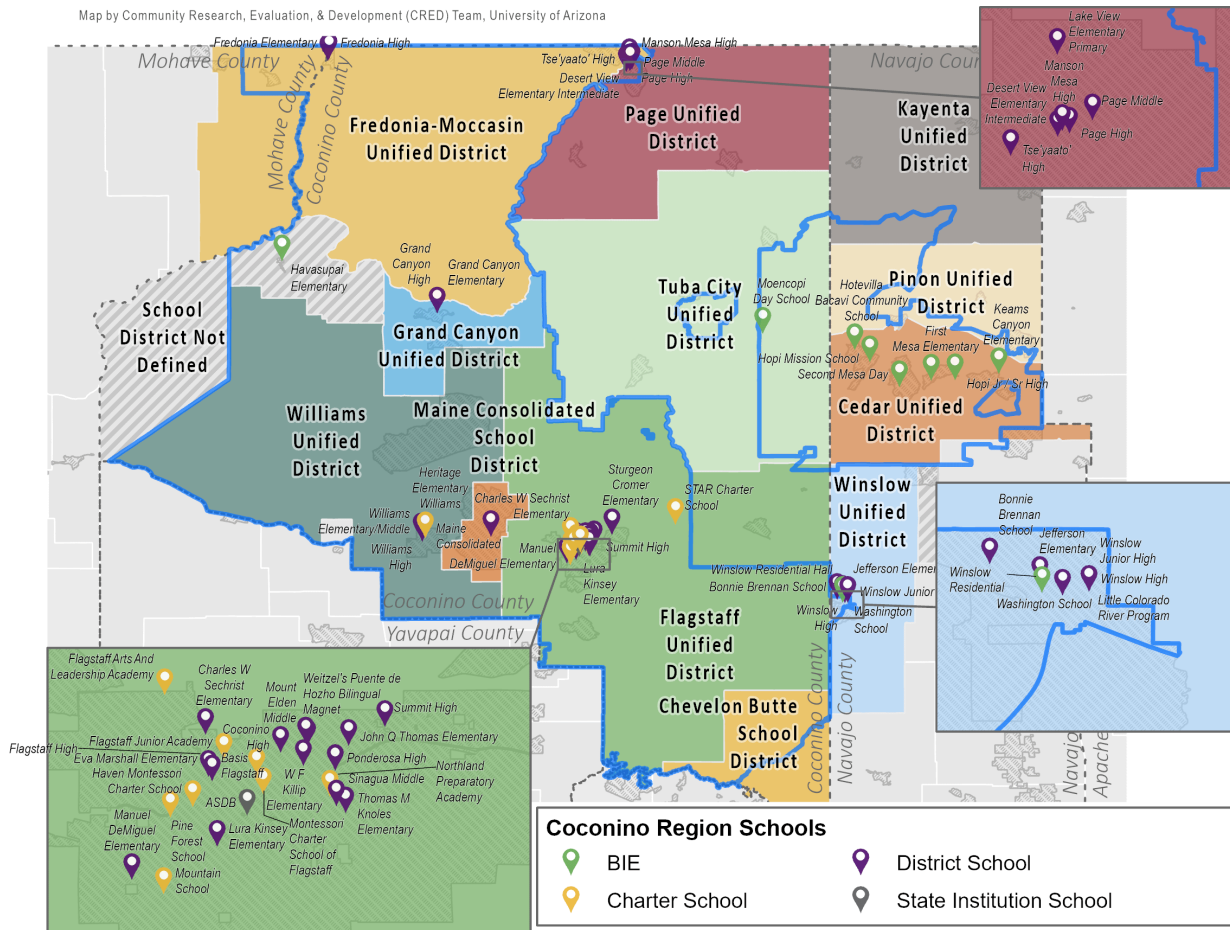 Map by Community Research, Evaluation, & Development (CRED) Team, University of Arizona
Fredonia Elementary
Fredonia High
Manson Mesa High
Tse'yaato' High
Page Middle
Page High
Desert View
Elementary Intermediate
Mohave County
Mohave County
Coconino County
Navajo Coun
Fredonia-Moccasin
Unified District
Page Unified
District
Kayenta
Unified
District
Lake View
Elementary
Primary
Manson
Mesa
High
Desert View
Elementary
Intermediate
Page Middle
Page High
Tse'yaato'
High
Havasupai
Elementary
Grand
Canyon
High
Grand Canyon
Elementary
School
District Not
Defined
Grand Canyon
Unified District
Tuba City
Unified
District
Moencopi
Day School
Hotevilla
Bacavi Community
School
Pinon Unified
District
Keams
Canyon
Elementary
First
Mesa Elementary
Hopi Mission School
Second Mesa Day
Hopi Jr / Sr High
Cedar Unified
District
Williams
Unified
District
Maine Consolidated
School
District
Heritage
Elementary
Williams
Williams
Elementary/Middle
Williams
High
Maine
Consolidated
Charles W Sechrist
Elementary
Sturgeon
Cromer
Elementary
STAR Charter
School
Manuel
DeMiguel Elementary
Summit High
Lura
Kinsey
Elementary
Winslow
Unified
District
Winslow Residential Hall
Bonnie Brennan School
Jefferson Elemen
Winslow Junior
Winslow
High
Washington
School
Bonnie
Brennan
School
Jefferson
Elementary
Winslow
Junior High
Winslow
Residential
Winslow High
Washington School
Little Colorado
River Program
Coconino County
Yavapai County
Flagstaff
Unified
District
Chevelon Butte
School
District
Coconino County
Navajo County
Navajo
Apache
Flagstaff Arts And
Leadership Academy
Charles W
Sechrist
Elementary
Mount
Elden
Middle
Weitzel's Puente de
Hozho Bilingual
Magnet
Summit High
Coconino
High
John Q Thomas Elementary
Flagstaff High
Flagstaff Junior Academy
Eva Marshall Elementary
Basis
Flagstaff
Ponderosa High
Haven Montessori
Charter School
W F
Killip
Elementary
Sinagua Middle
Northland
Preparatory
Academy
ASDB
Thomas M
Knoles
Elementary
Manuel
DeMiguel
Elementary
Pine
Forest
School
Lura Kinsey
Elementary
Montessori
Charter
School of
Flagstaff
Mountain
School
Coconino Region Schools
BIE
District School
Charter School
State Institution School